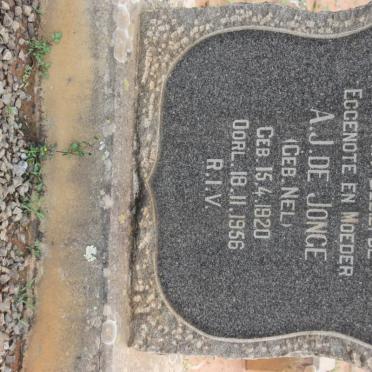 EGGENOTE EN MOEDER
A.J. DE JONGE
(GEB. NEL)
GEB. 15.4.1920
OORL. 18.11.1956
R.I.V.